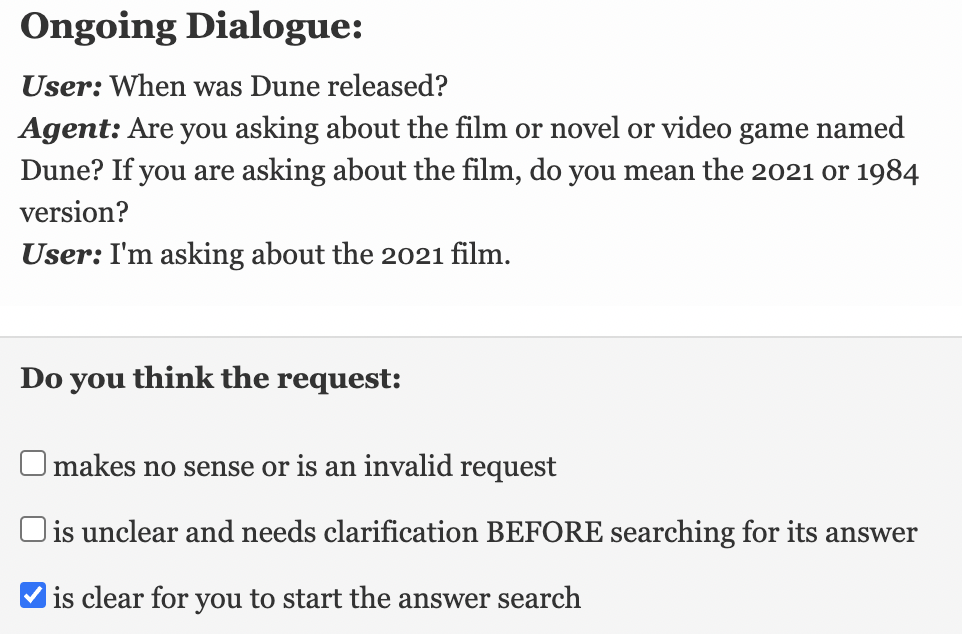 Ongoing Dialogue:
User: When was Dune released?
Agent: Are you asking about the film or novel or video game named
Dune? If you are asking about the film, do you mean the 2021 or 1984
version?
User: I'm asking about the 2021 film.
Do you think the request:
makes no sense or is an invalid request
is unclear and needs clarification BEFORE searching for its answer
is clear for you to start the answer search